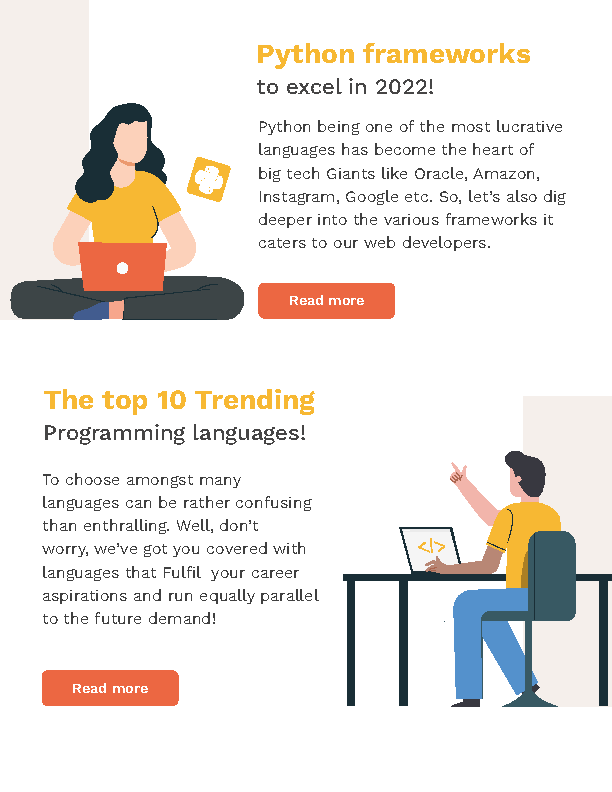 Python frameworks
to excel in 2022!
Python being one of the most lucrative
languages has become the heart of
big tech Giants like Oracle, Amazon,
Instagram, Google etc. So, let's also dig
deeper into the various frameworks it
caters to our web developers.
Read more
The top 10 Trending
Programming languages!
To choose amongst many
languages can be rather confusing
than enthralling. Well, don't
worry, we've got you covered with
languages that Fulfil  your career
aspirations and run equally parallel
to the future demand!
</>
Read more